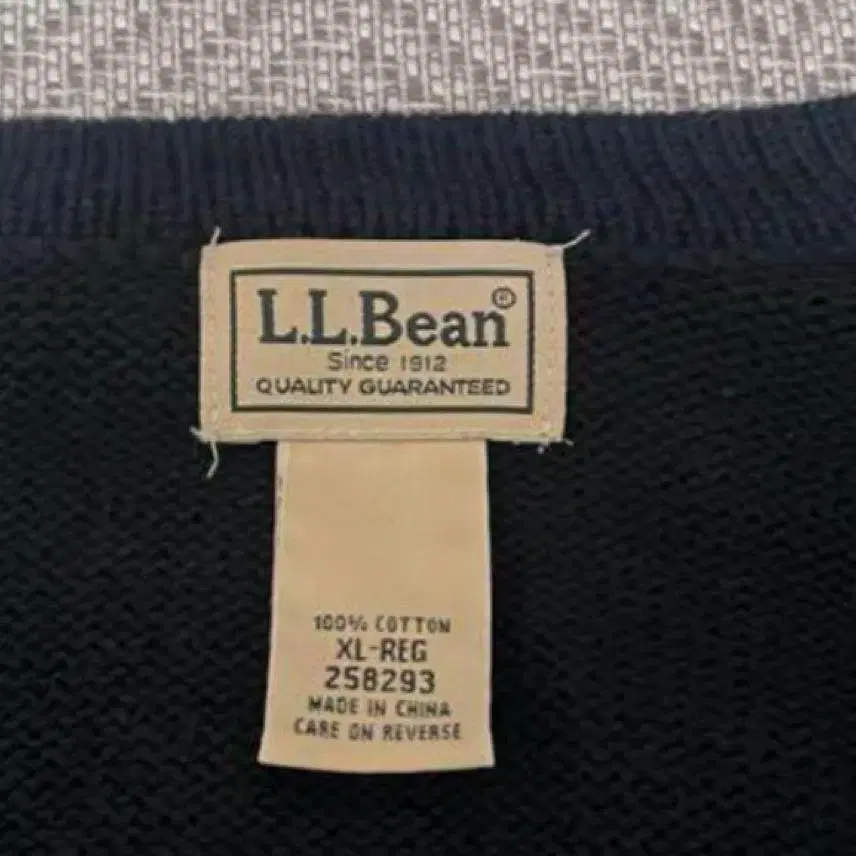 L.L.Bean®
Since 1912
QUALITY GUARANTEED
100% COTTON
XL-REG
258293
MADE IN CHINA
CARE ON REVERSE